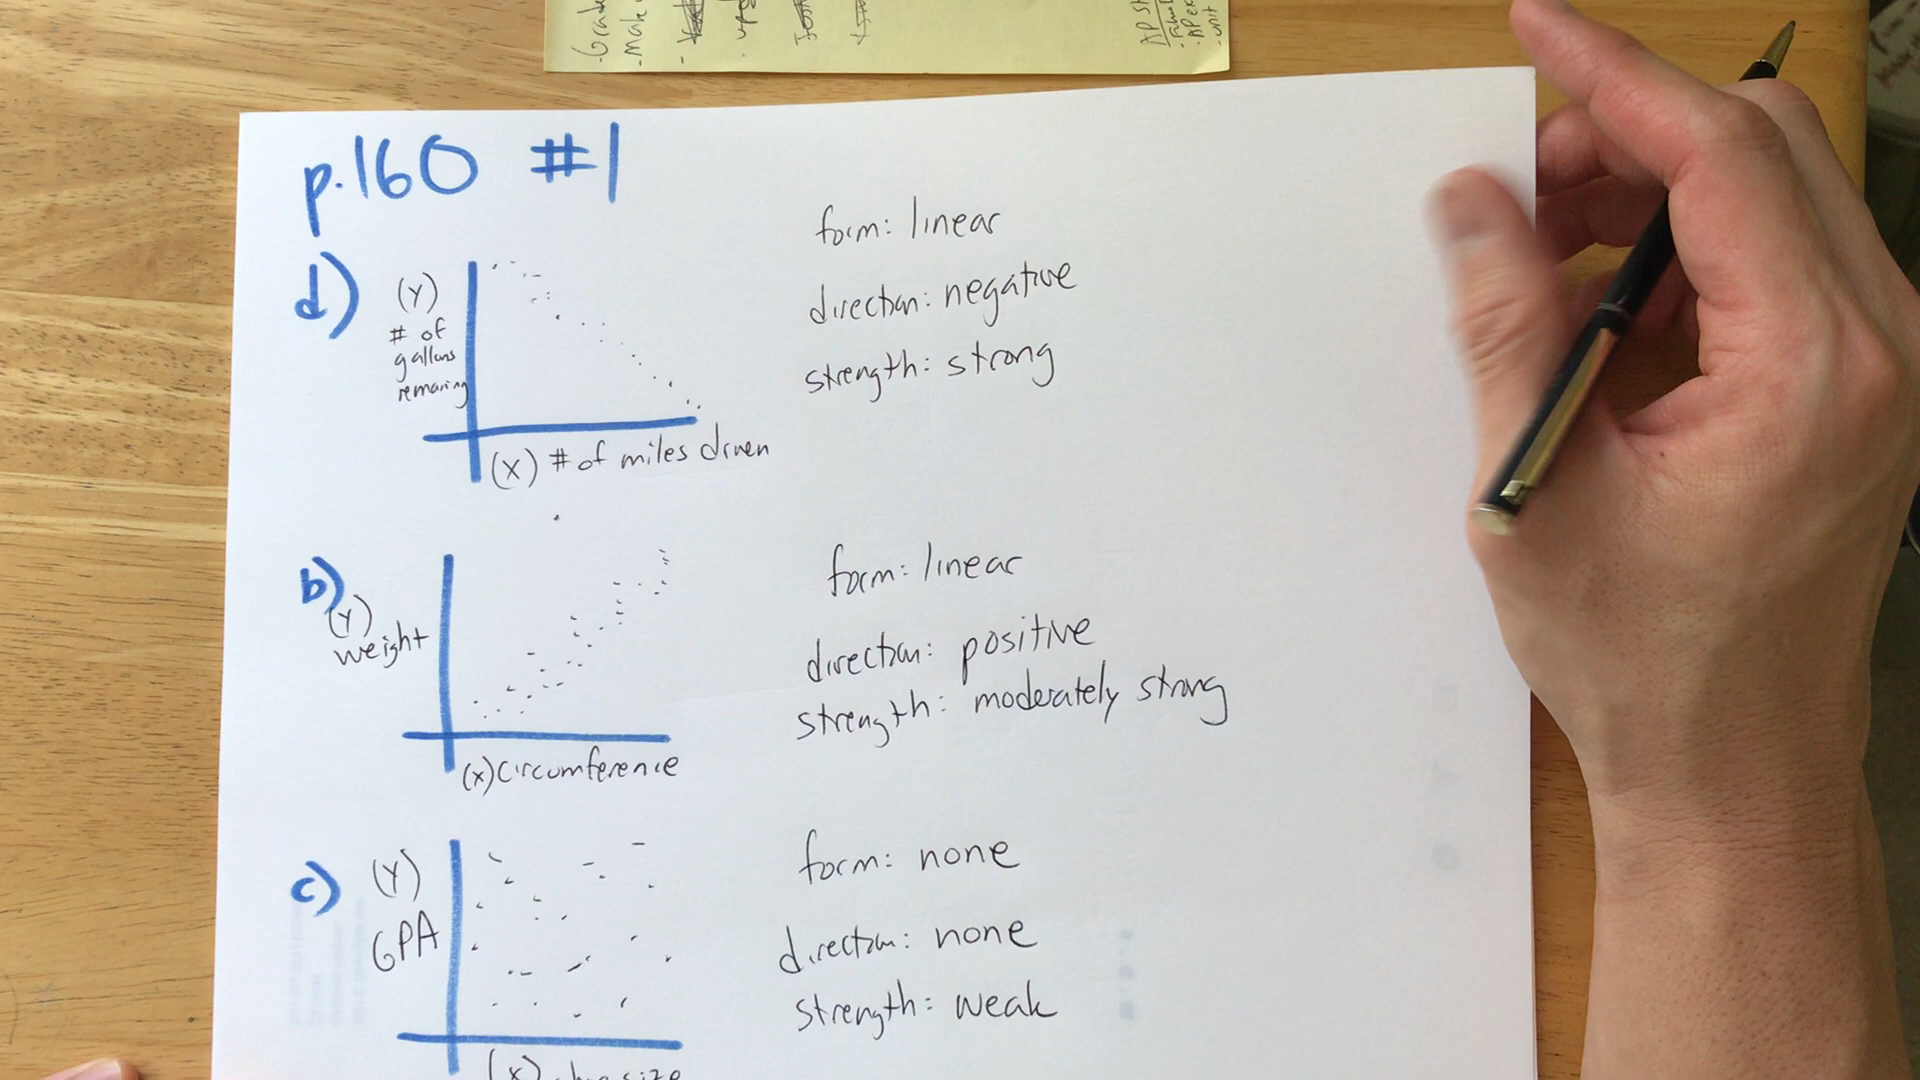 p.160 #1
d)
(Y)
# of
gallons
remaining
(X) # of miles driven
form: linear
direction: negative
strength: strong
b)
(Y)
weight
(X) circumference
form: linear
direction: positive
strength: moderately strong
c)
(Y)
GPA
(X) size
form: none
direction: none
strength: weak